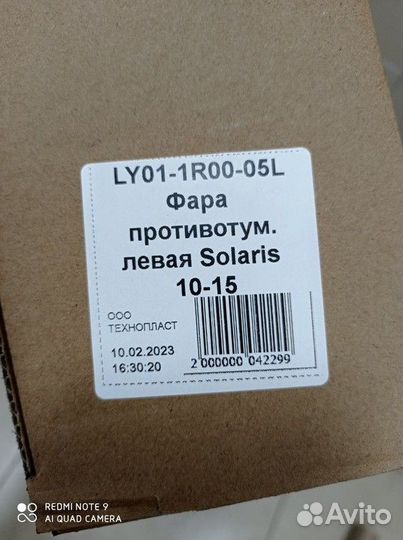 LY01-1R00-05L
Фара
противотум.
левая Solaris
10-15
ООО
ТЕХНОПЛАСТ
10.02.2023
16:30:20
2 000000 042299
REDMI NOTE 9
AI QUAD CAMERA
Avito